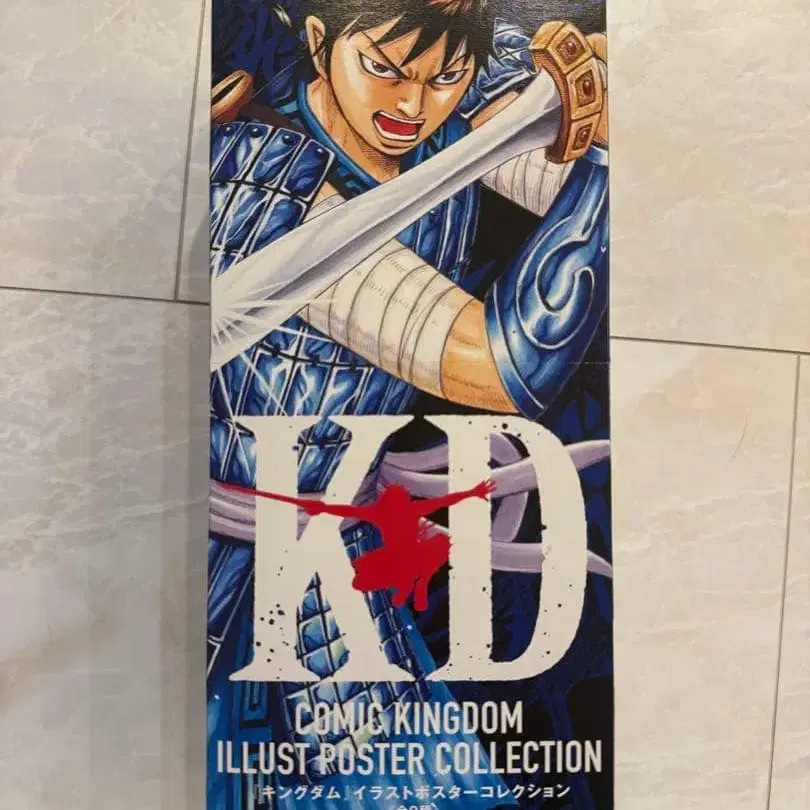 KD
COMIC KINGDOM
ILLUST POSTER COLLECTION
『キングダム』イラストポスターコレクション